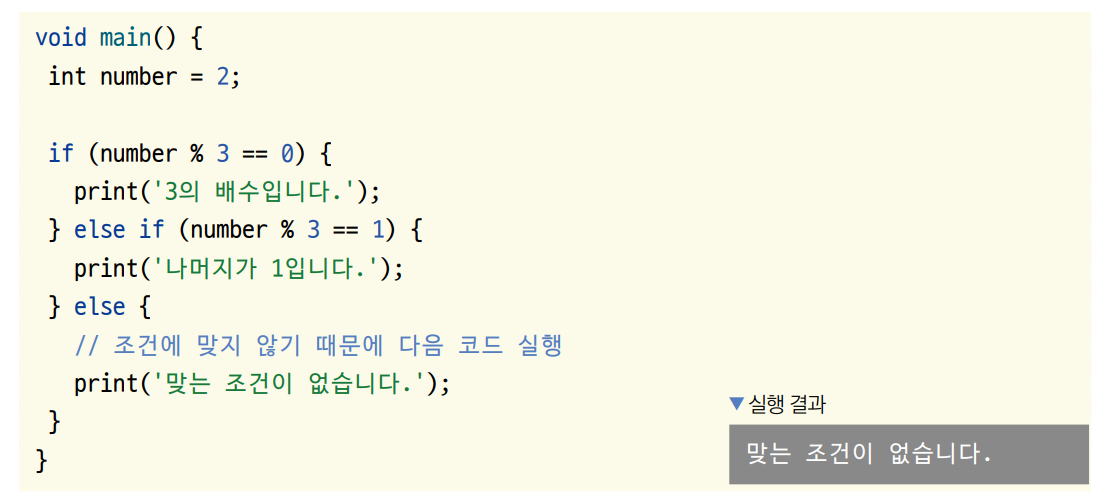 void main() {
 int number = 2;

 if (number % 3 == 0) {
   print('3의 배수입니다.');
 } else if (number % 3 == 1) {
   print('나머지가 1입니다.');
 } else {
   // 조건에 맞지 않기 때문에 다음 코드 실행
   print('맞는 조건이 없습니다.');
 }
}
▼ 실행 결과
맞는 조건이 없습니다.